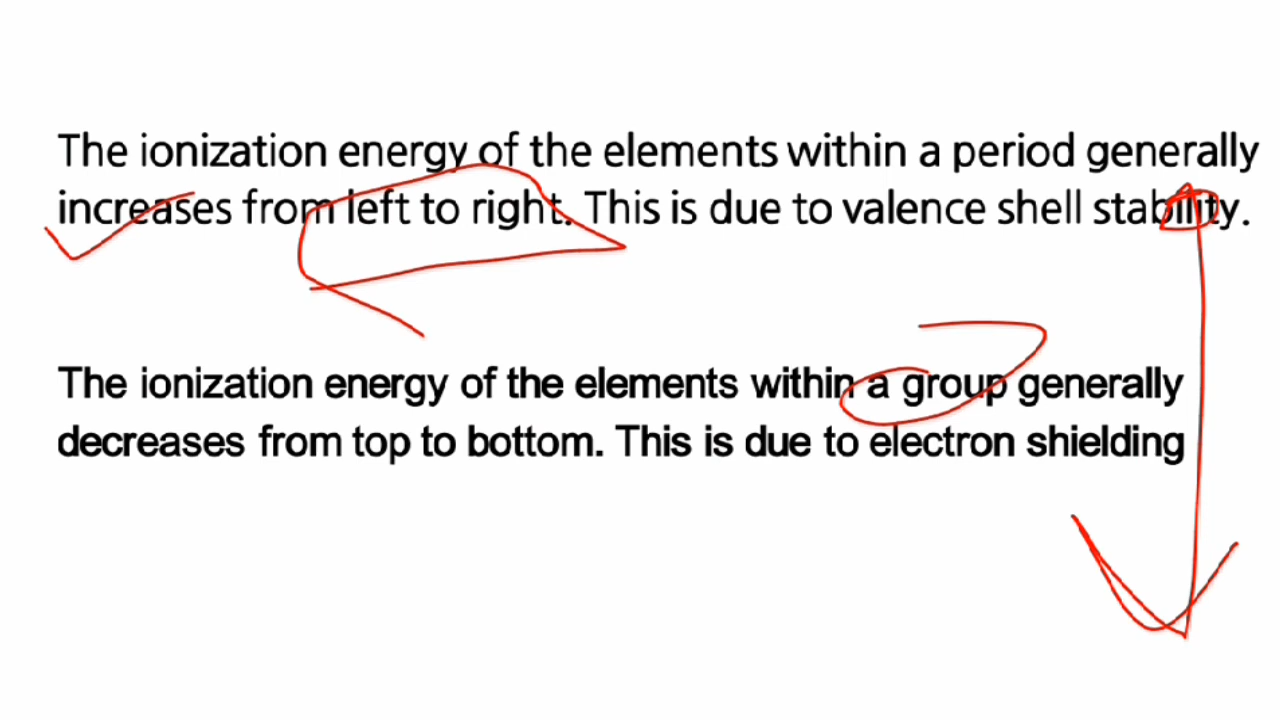 The ionization energy of the elements within a period generally
increases from left to right. This is due to valence shell stability.
The ionization energy of the elements within a group generally
decreases from top to bottom. This is due to electron shielding